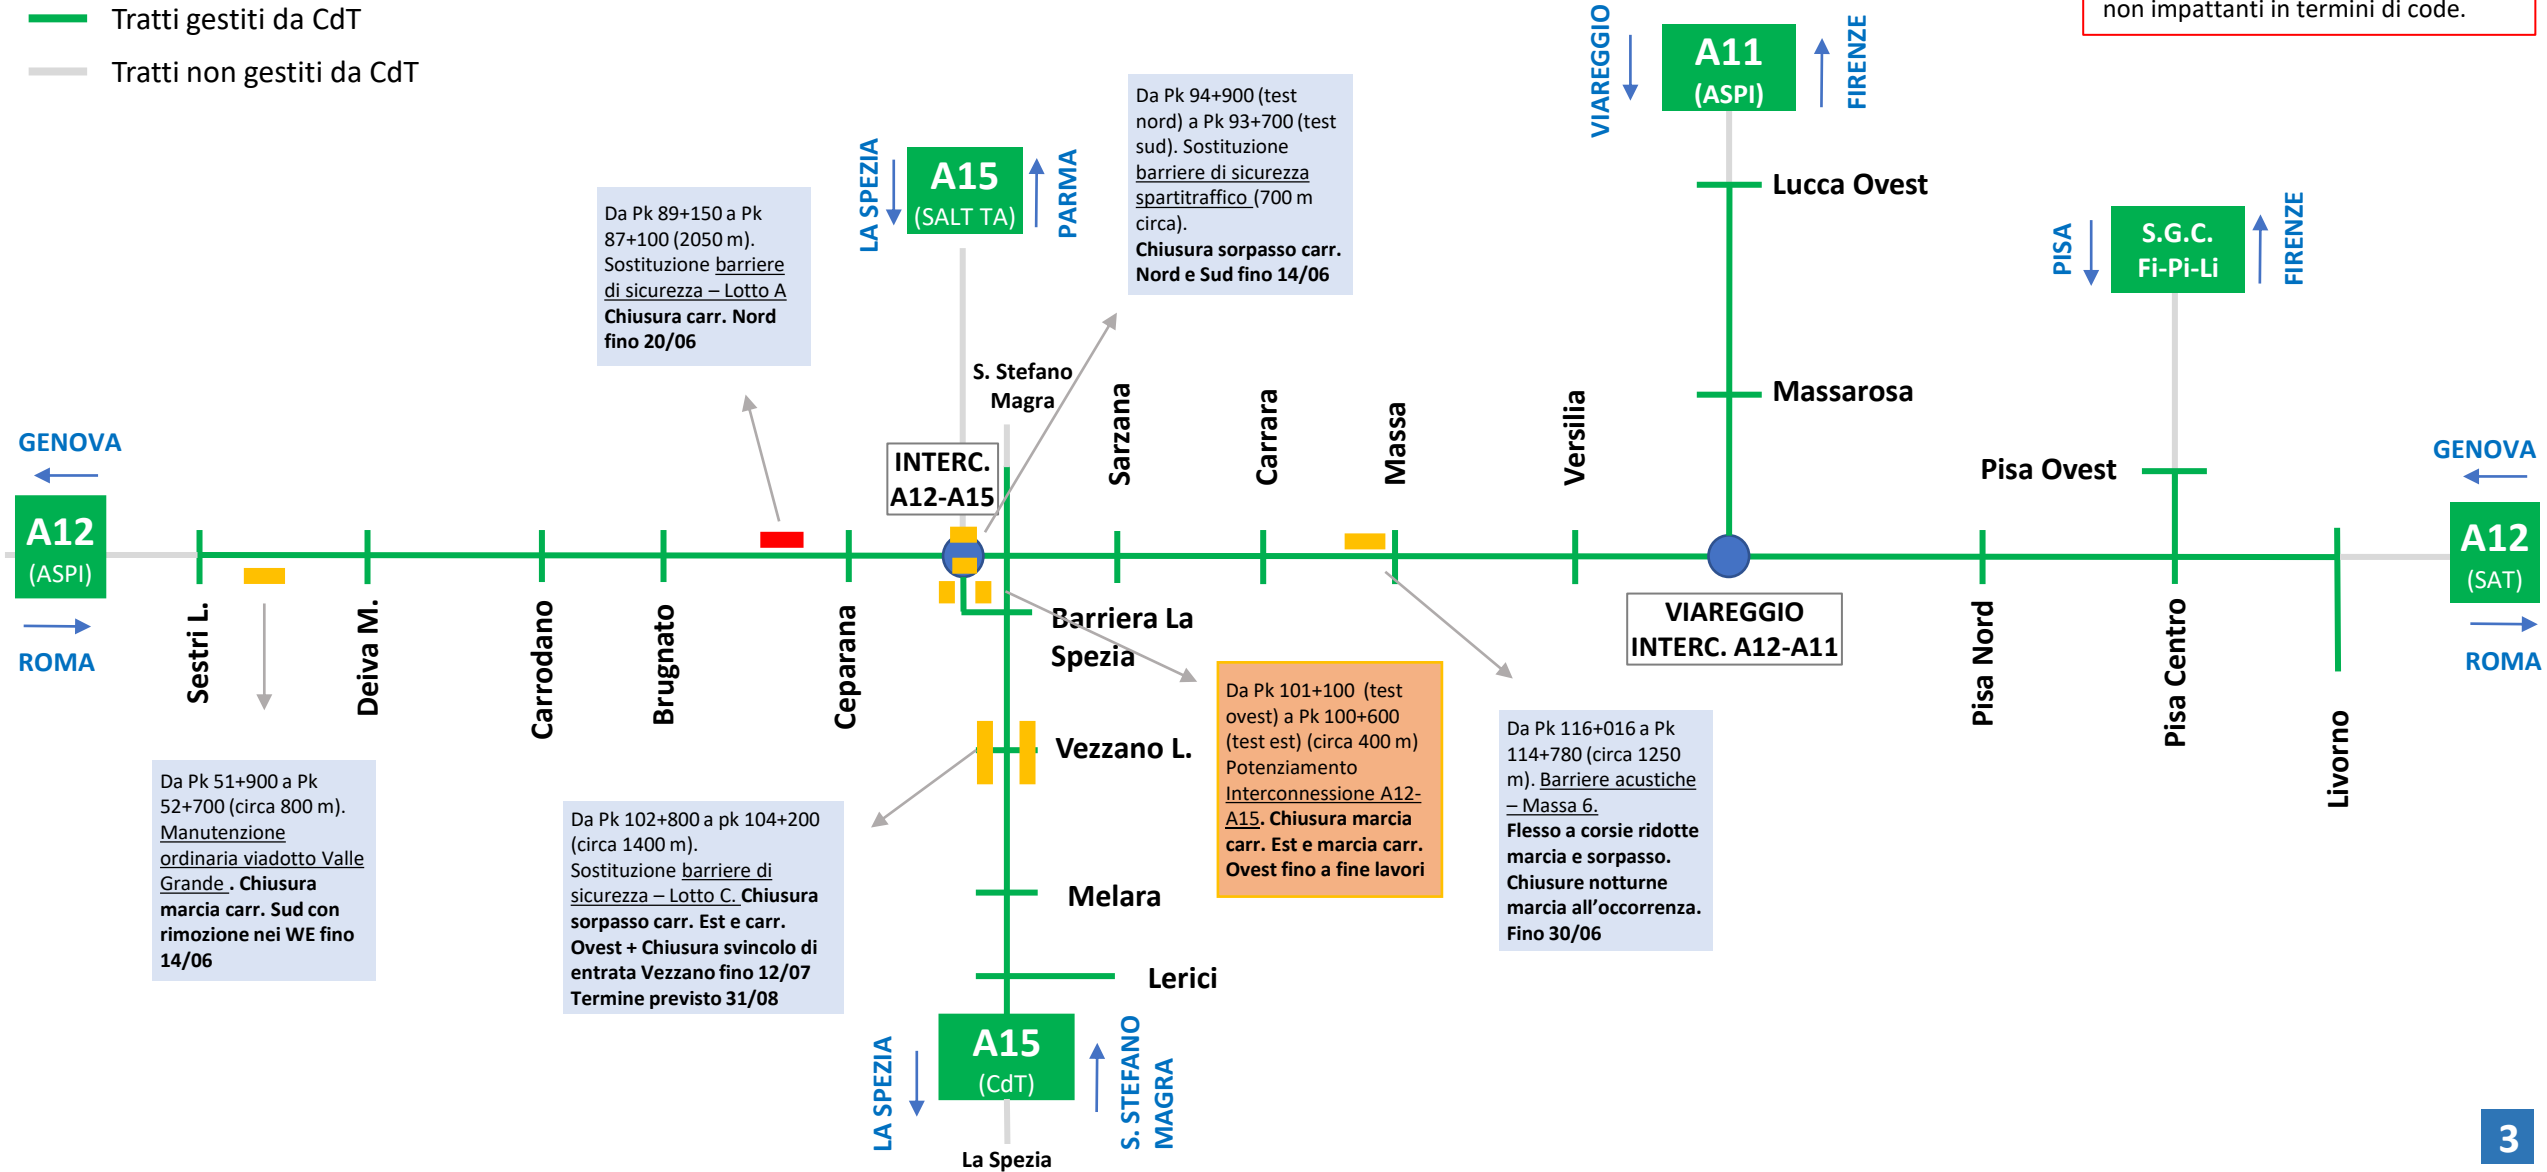 Tratti gestiti da CdT
Tratti non gestiti da CdT
non impattanti in termini di code.
VIAREGGIO
A11
(ASPI)
FIRENZE
Da Pk 94+900 (test
nord) a Pk 93+700 (test
sud). Sostituzione
barriere di sicurezza
spartitraffico (700 m
circa).
Chiusura sorpasso carr.
Nord e Sud fino 14/06
LA SPEZIA
A15
(SALT TA)
PARMA
Da Pk 89+150 a Pk
87+100 (2050 m).
Sostituzione barriere
di sicurezza – Lotto A
Chiusura carr. Nord
fino 20/06
Lucca Ovest
PISA
S.G.C.
Fi-Pi-Li
FIRENZE
S. Stefano
Magra
Massarosa
INTERC.
A12-A15
Sarzana
Carrara
Massa
Versilia
Pisa Ovest
GENOVA
A12
(ASPI)
ROMA
GENOVA
A12
(SAT)
ROMA
Sestri L.
Deiva M.
Carrodano
Brugnato
Ceparana
Barriera La
Spezia
VIAREGGIO
INTERC. A12-A11
Pisa Nord
Pisa Centro
Livorno
Vezzano L.
Melara
Lerici
Da Pk 51+900 a Pk
52+700 (circa 800 m).
Manutenzione
ordinaria viadotto Valle
Grande . Chiusura
marcia carr. Sud con
rimozione nei WE fino
14/06
Da Pk 102+800 a pk 104+200
(circa 1400 m).
Sostituzione barriere di
sicurezza – Lotto C. Chiusura
sorpasso carr. Est e carr.
Ovest + Chiusura svincolo di
entrata Vezzano fino 12/07
Termine previsto 31/08
Da Pk 101+100 (test
ovest) a Pk 100+600
(test est) (circa 400 m)
Potenziamento
Interconnessione A12-
A15. Chiusura marcia
carr. Est e marcia carr.
Ovest fino a fine lavori
Da Pk 116+016 a Pk
114+780 (circa 1250
m). Barriere acustiche
– Massa 6.
Flesso a corsie ridotte
marcia e sorpasso.
Chiusure notturne
marcia all’occorrenza.
Fino 30/06
LA SPEZIA
A15
(CdT)
S. STEFANO
MAGRA
La Spezia
3